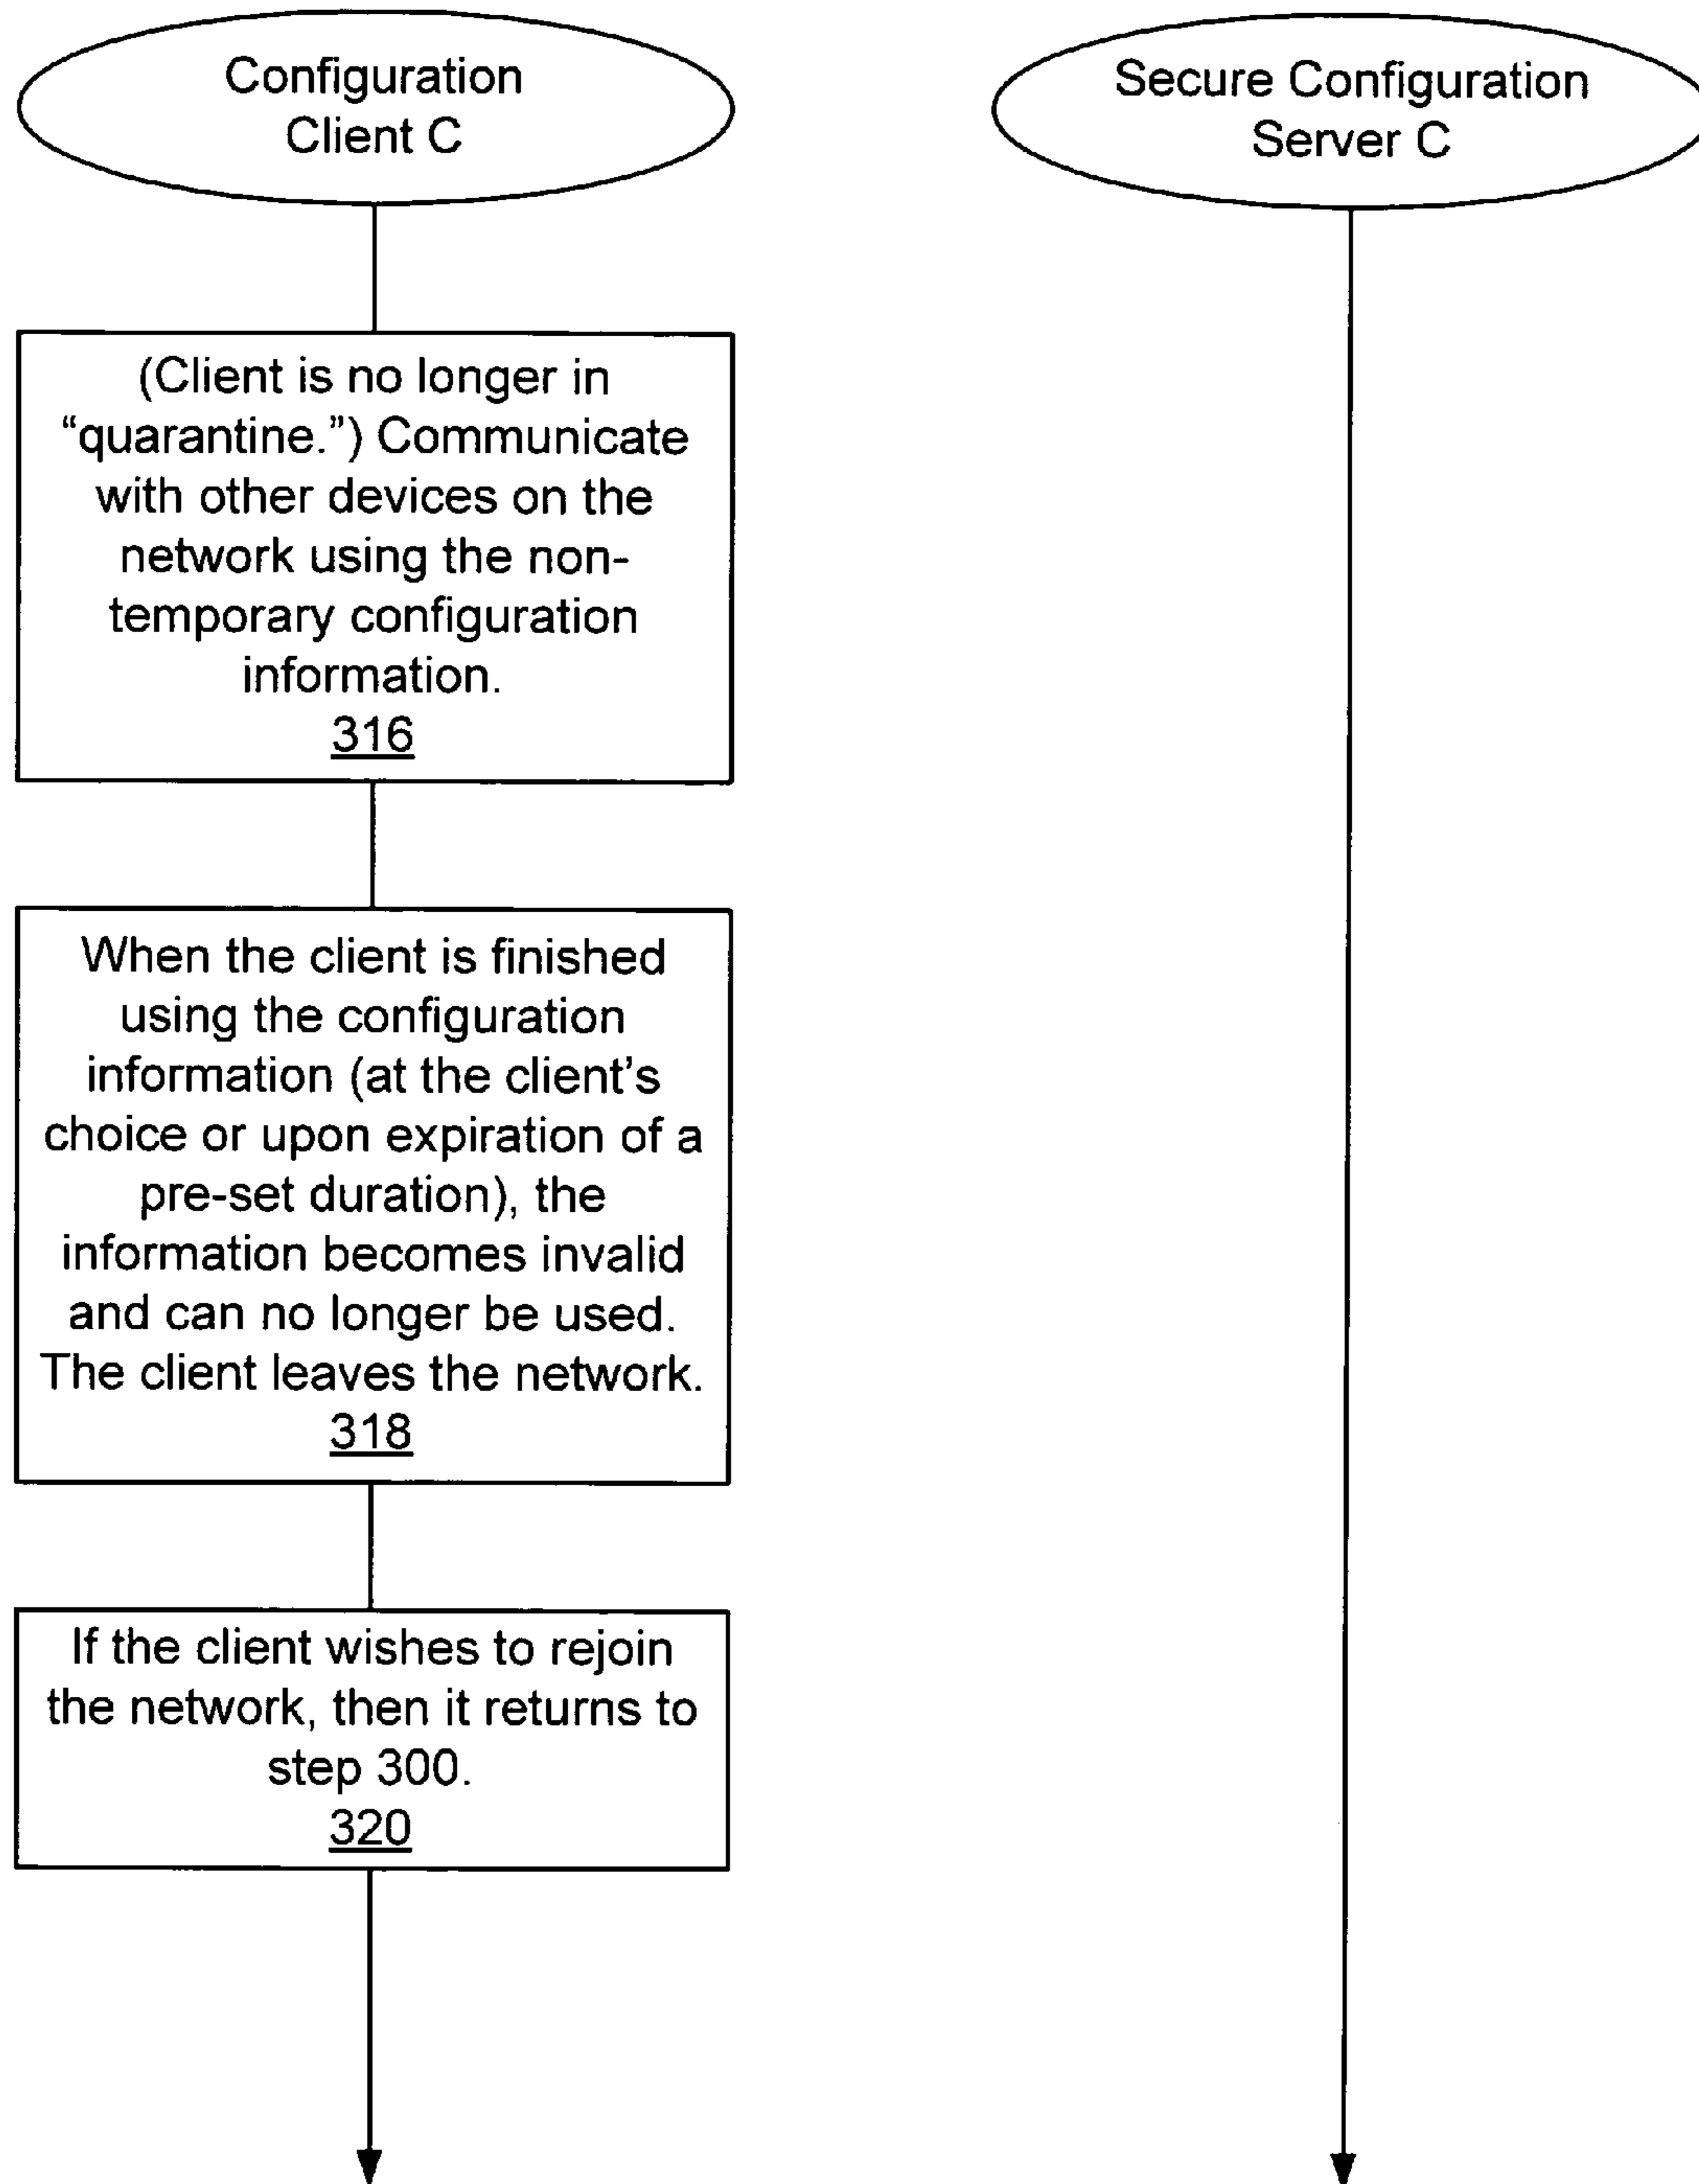 Configuration
Client C
Secure Configuration
Server C
(Client is no longer in
“quarantine.”) Communicate
with other devices on the
network using the non-
temporary configuration
information.
316
When the client is finished
using the configuration
information (at the client’s
choice or upon expiration of a
pre-set duration), the
information becomes invalid
and can no longer be used.
The client leaves the network.
318
If the client wishes to rejoin
the network, then it returns to
step 300.
320